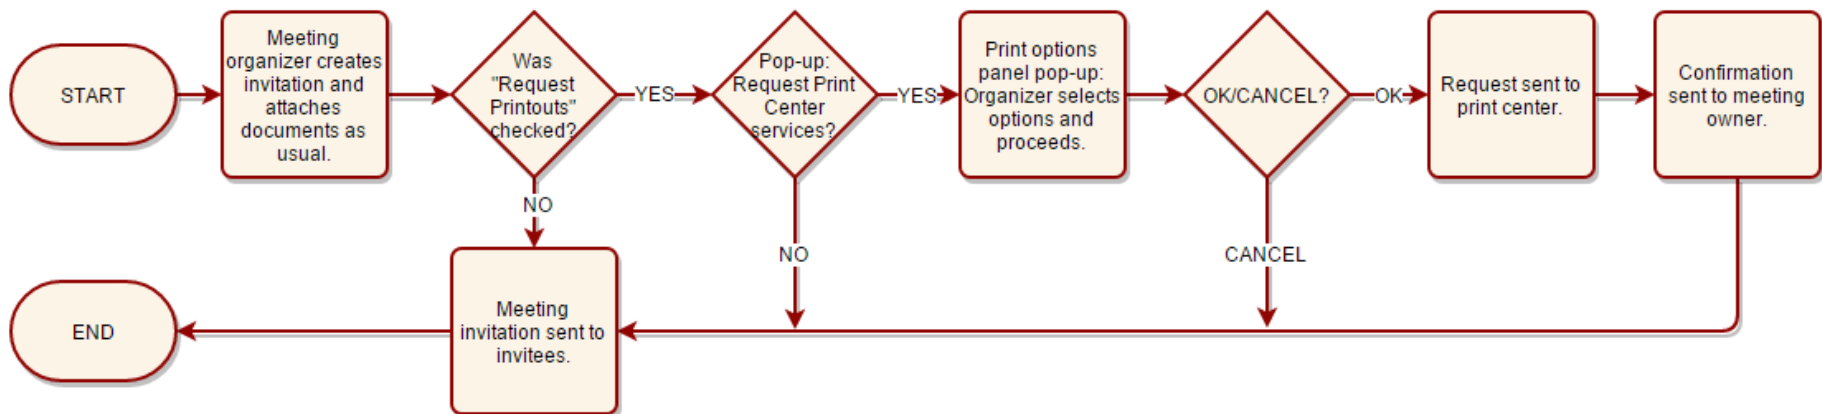 START
Meeting
organizer creates
invitation and
attaches
documents as
usual.
Was
"Request
Printouts"
checked?
YES
Pop-up:
Request Print
Center
services?
YES
Print options
panel pop-up:
Organizer selects
options and
proceeds.
OK/CANCEL?
OK
Request sent to
print center.
Confirmation
sent to meeting
owner.
NO
NO
CANCEL
END
Meeting
invitation sent to
invitees.